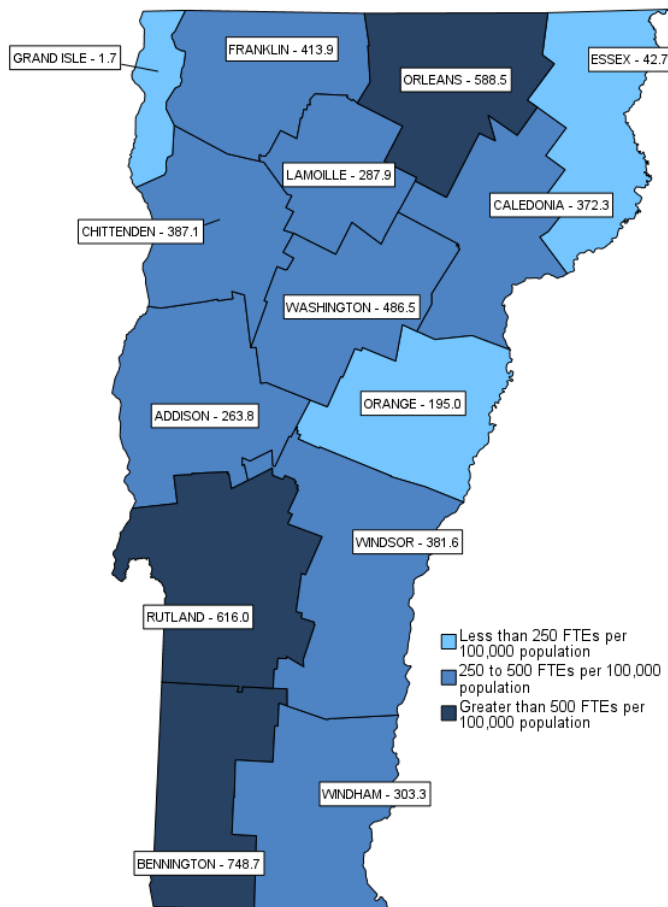 FRANKLIN - 413.9
GRAND ISLE - 1.7
ESSEX - 42.7
ORLEANS - 588.5
LAMOILLE - 287.9
CALEDONIA - 372.3
CHITTENDEN - 387.1
WASHINGTON - 486.5
ORANGE - 195.0
ADDISON - 263.8
WINDSOR - 381.6
RUTLAND - 616.0
Less than 250 FTEs per
100,000 population
250 to 500 FTEs per 100,000
population
Greater than 500 FTEs per
100,000 population
WINDHAM - 303.3
BENNINGTON - 748.7